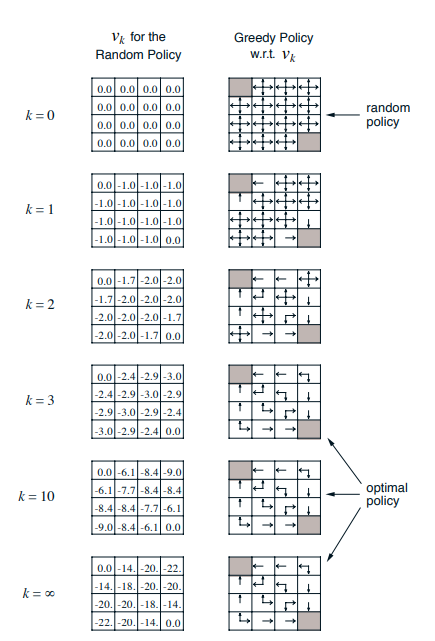 vk for the
Random Policy
Greedy Policy
w.r.t. vk
k = 0
0.0 0.0 0.0 0.0
0.0 0.0 0.0 0.0
0.0 0.0 0.0 0.0
0.0 0.0 0.0 0.0
random
policy
k = 1
0.0 -1.0 -1.0 -1.0
-1.0 -1.0 -1.0 -1.0
-1.0 -1.0 -1.0 -1.0
-1.0 -1.0 -1.0 0.0
k = 2
0.0 -1.7 -2.0 -2.0
-1.7 -2.0 -2.0 -2.0
-2.0 -2.0 -2.0 -1.7
-2.0 -2.0 -1.7 0.0
k = 3
0.0 -2.4 -2.9 -3.0
-2.4 -2.9 -3.0 -2.9
-2.9 -3.0 -2.9 -2.4
-3.0 -2.9 -2.4 0.0
k = 10
0.0 -6.1 -8.4 -9.0
-6.1 -7.7 -8.4 -8.4
-8.4 -8.4 -7.7 -6.1
-9.0 -8.4 -6.1 0.0
optimal
policy
k = ∞
0.0 -14. -20. -22.
-14. -18. -20. -20.
-20. -20. -18. -14.
-22. -20. -14. 0.0